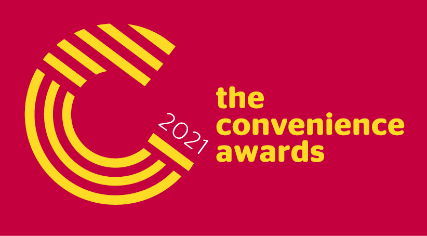 2021
the
convenience
awards